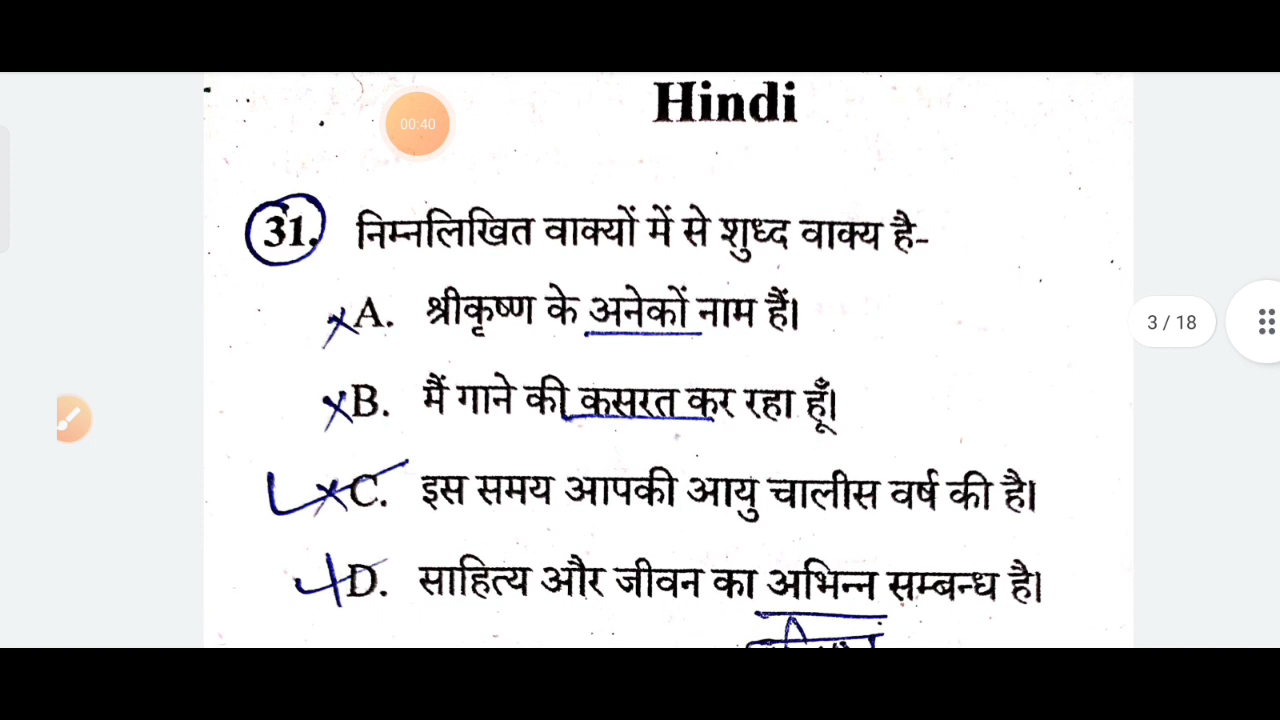 Hindi
00:40
31. निम्नलिखित वाक्यों में से शुध्द वाक्य है-
A. श्रीकृष्ण के अनेकों नाम हैं।
3 / 18
B. मैं गाने की कसरत कर रहा हूँ।
C. इस समय आपकी आयु चालीस वर्ष की है।
D. साहित्य और जीवन का अभिन्न सम्बन्ध है।